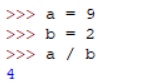 >>> a = 9
>>> b = 2
>>> a / b
4